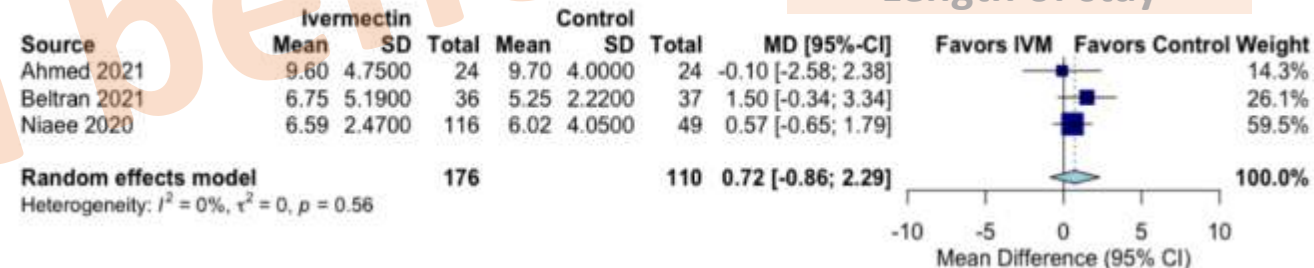 Length of stay
Ivermectin Control
Source Mean SD Total Mean SD Total MD [95%-CI] Favors IVM Favors Control Weight
Ahmed 2021 9.60 4.7500 24 9.70 4.0000 24 -0.10 [-2.58; 2.38] 14.3%
Beltran 2021 6.75 5.1900 36 5.25 2.2200 37 1.50 [-0.34; 3.34] 26.1%
Niaee 2020 6.59 2.4700 116 6.02 4.0500 49 0.57 [-0.65; 1.79] 59.5%
Random effects model 176 110 0.72 [-0.86; 2.29] 100.0%
Heterogeneity: I² = 0%, τ² = 0, p = 0.56
-10 -5 0 5 10
Mean Difference (95% CI)